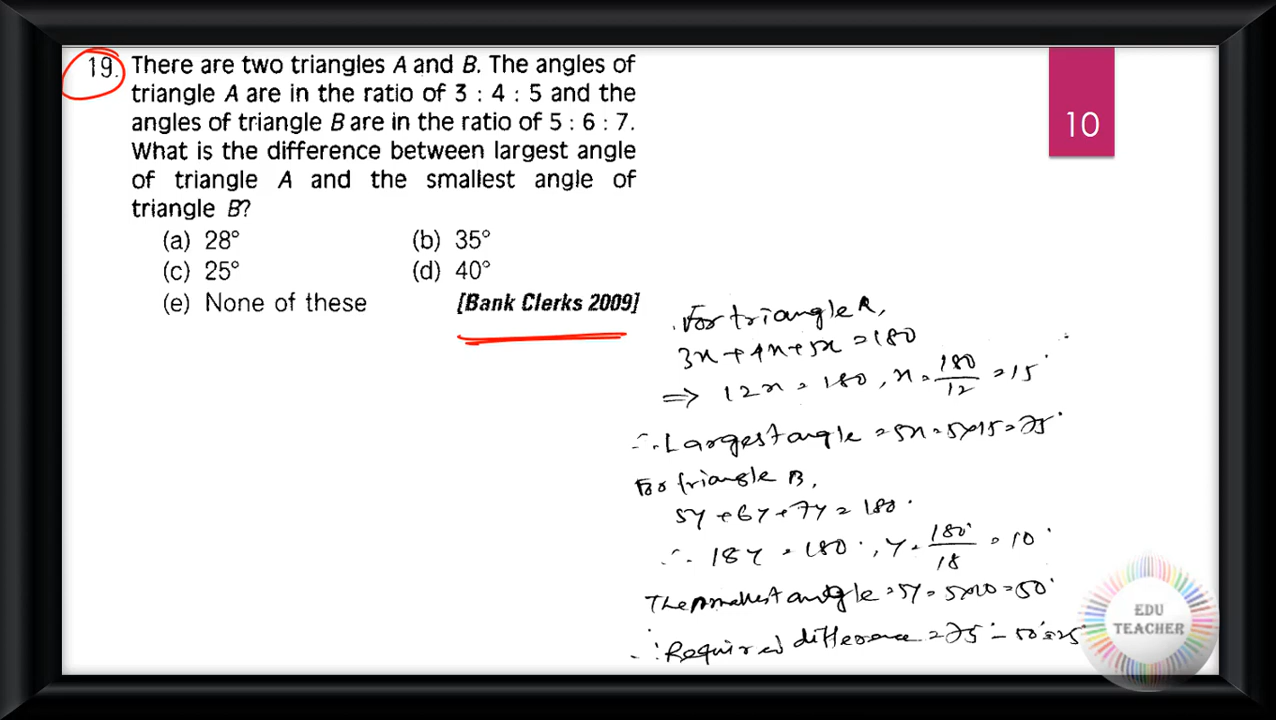 19. There are two triangles A and B. The angles of
triangle A are in the ratio of 3 : 4 : 5 and the
angles of triangle B are in the ratio of 5 : 6 : 7.
What is the difference between largest angle
of triangle A and the smallest angle of
triangle B?
(a) 28° (b) 35°
(c) 25° (d) 40°
(e) None of these [Bank Clerks 2009]
10
For triangle A,
3x+4x+5x=180
⇒ 12x = 180, x = 180/12 = 15°
∴ Largest angle = 5x = 5×15 = 75°
For triangle B,
5y+6y+7y = 180°
∴ 18y = 180°, y = 180°/18 = 10°
The smallest angle = 5y = 5×10 = 50°
∴ Required difference = 75° – 50° = 25°
EDU
TEACHER